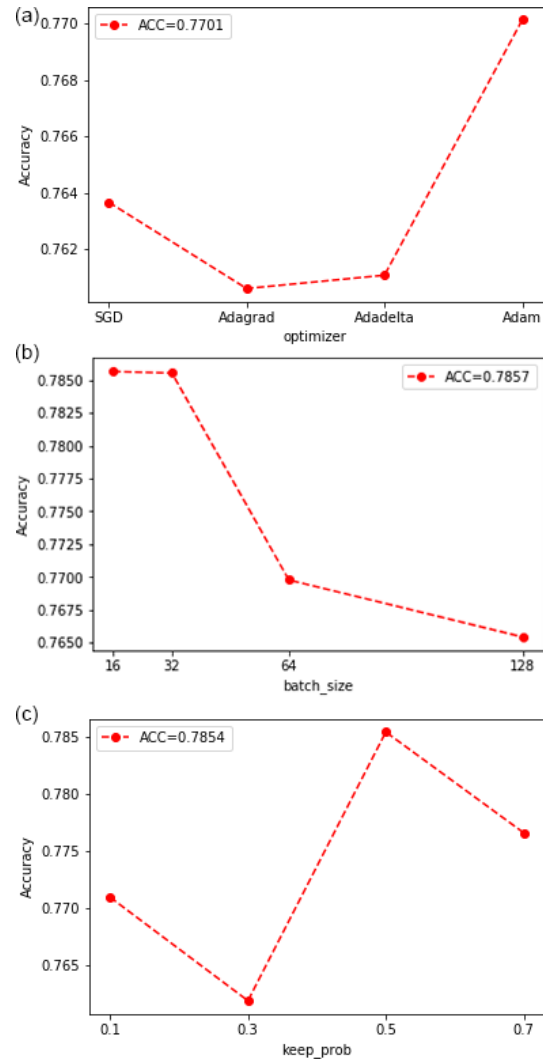 (a)
ACC=0.7701
0.770
0.768
0.766
0.764
0.762
Accuracy
SGD Adagrad Adadelta Adam
optimizer
(b)
ACC=0.7857
0.7850
0.7825
0.7800
0.7775
0.7750
0.7725
0.7700
0.7675
0.7650
Accuracy
16 32 64 128
batch_size
(c)
ACC=0.7854
0.785
0.780
0.775
0.770
0.765
Accuracy
0.1 0.3 0.5 0.7
keep_prob